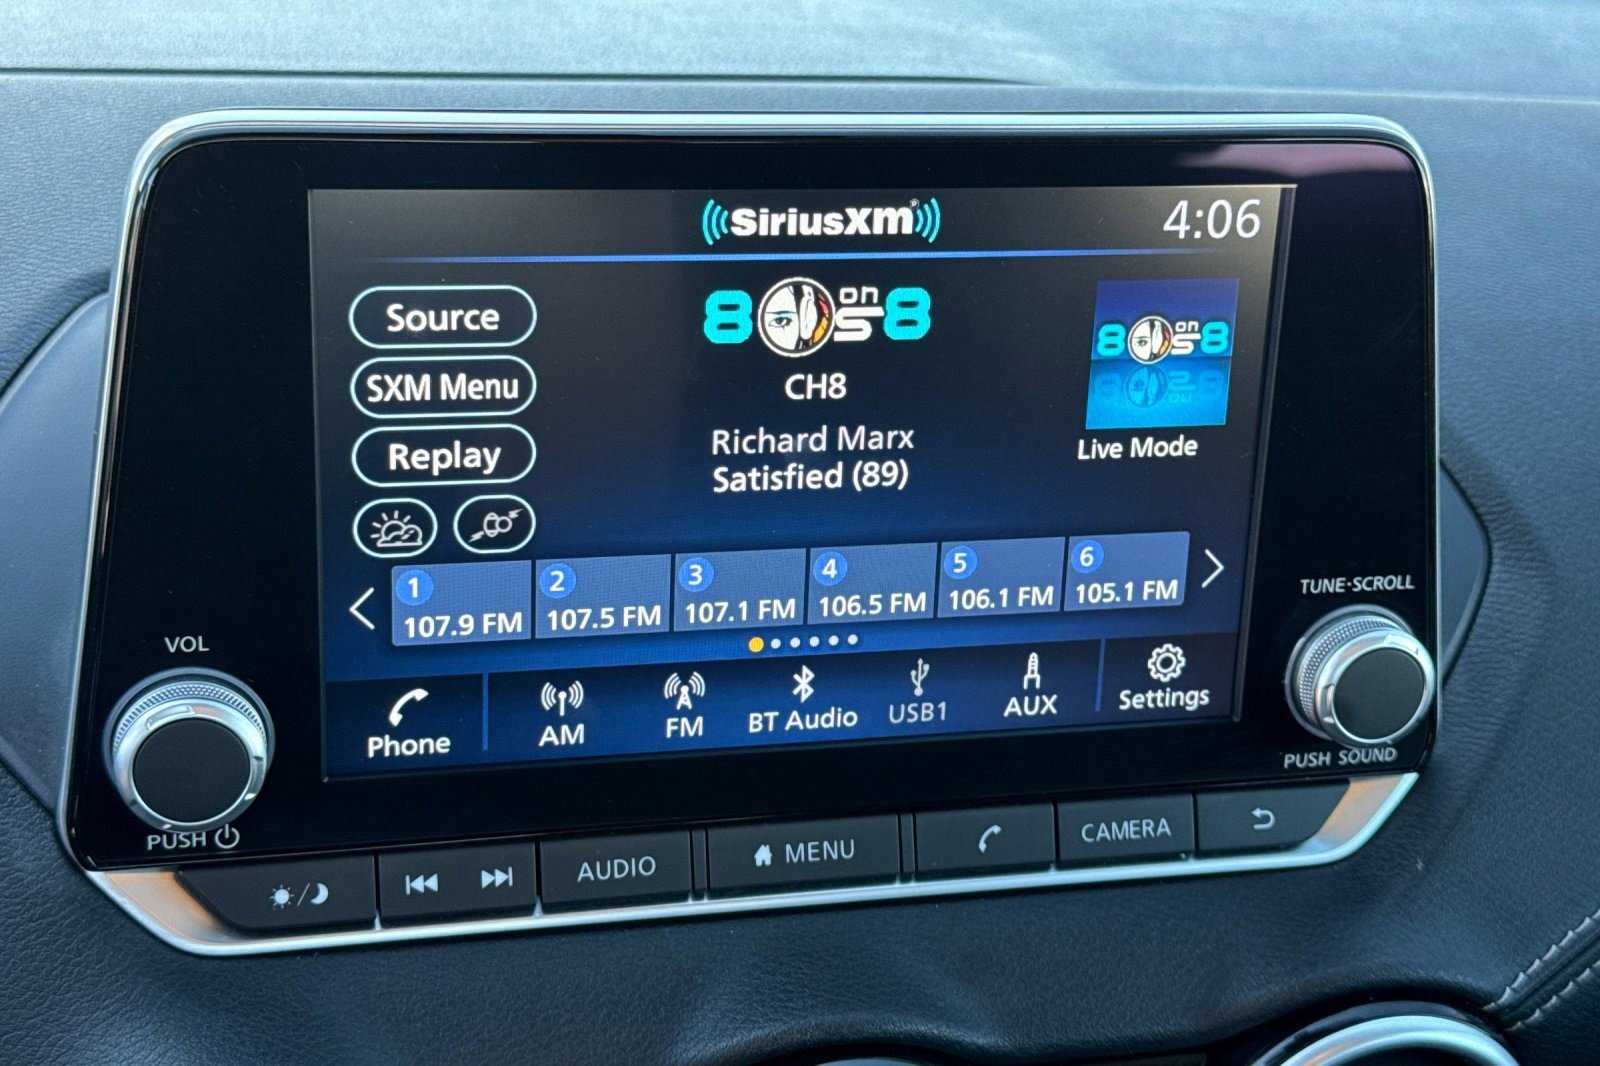 SiriusXm
4:06
Source
SXM Menu
Replay
80s on 8
CH8
Richard Marx
Satisfied (89)
80s on 8
Live Mode
1
107.9 FM
2
107.5 FM
3
107.1 FM
4
106.5 FM
5
106.1 FM
6
105.1 FM
Phone
AM
FM
BT Audio
USB1
AUX
Settings
VOL
PUSH
TUNE·SCROLL
PUSH SOUND
AUDIO
MENU
CAMERA